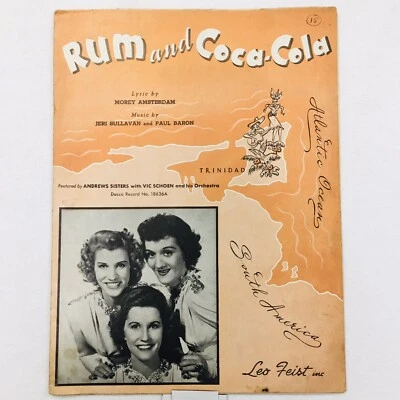 15
RUM and Coca-Cola
Lyric by
MOREY AMSTERDAM
Music by
JERI SULLAVAN and PAUL BARON
TRINIDAD
Atlantic Ocean
Featured by ANDREWS SISTERS with VIC SCHOEN and his Orchestra
Decca Record No. 18636A
South America
Leo Feist inc